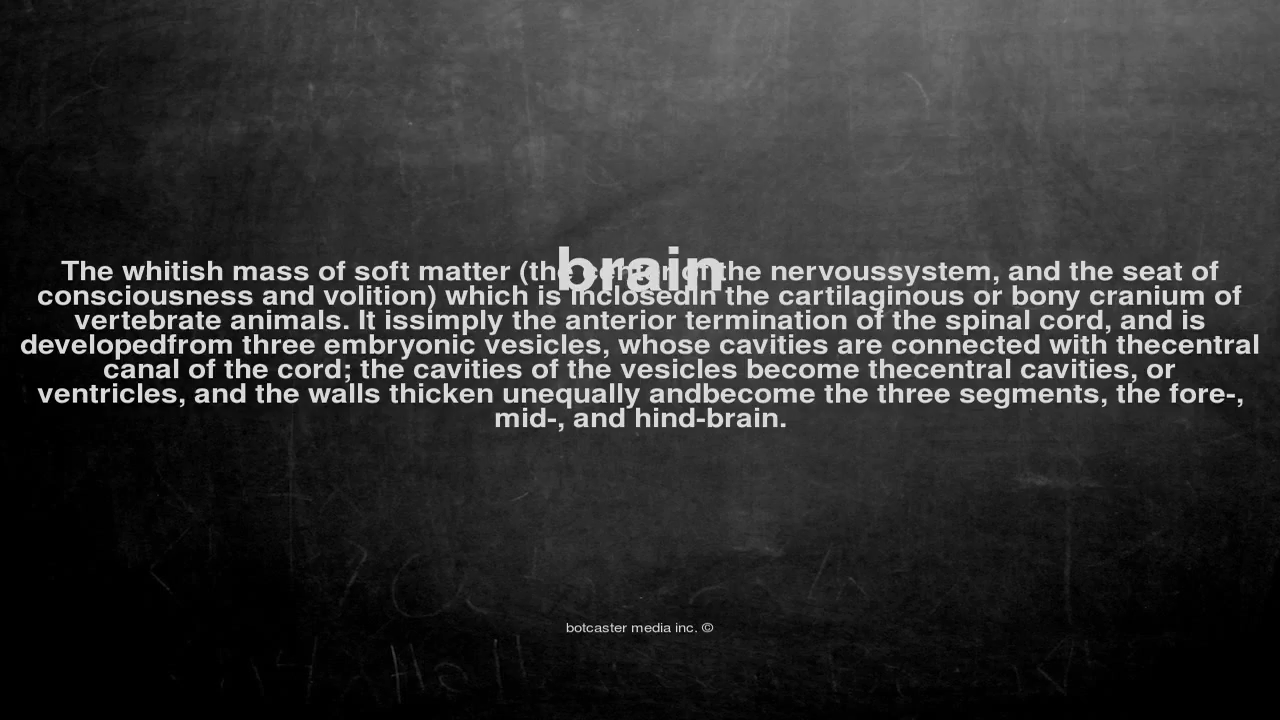 brain
The whitish mass of soft matter (the center of the nervoussystem, and the seat of
consciousness and volition) which is inclosedin the cartilaginous or bony cranium of
vertebrate animals. It issimply the anterior termination of the spinal cord, and is
developedfrom three embryonic vesicles, whose cavities are connected with thecentral
canal of the cord; the cavities of the vesicles become thecentral cavities, or
ventricles, and the walls thicken unequally andbecome the three segments, the fore-,
mid-, and hind-brain.
botcaster media inc. ©